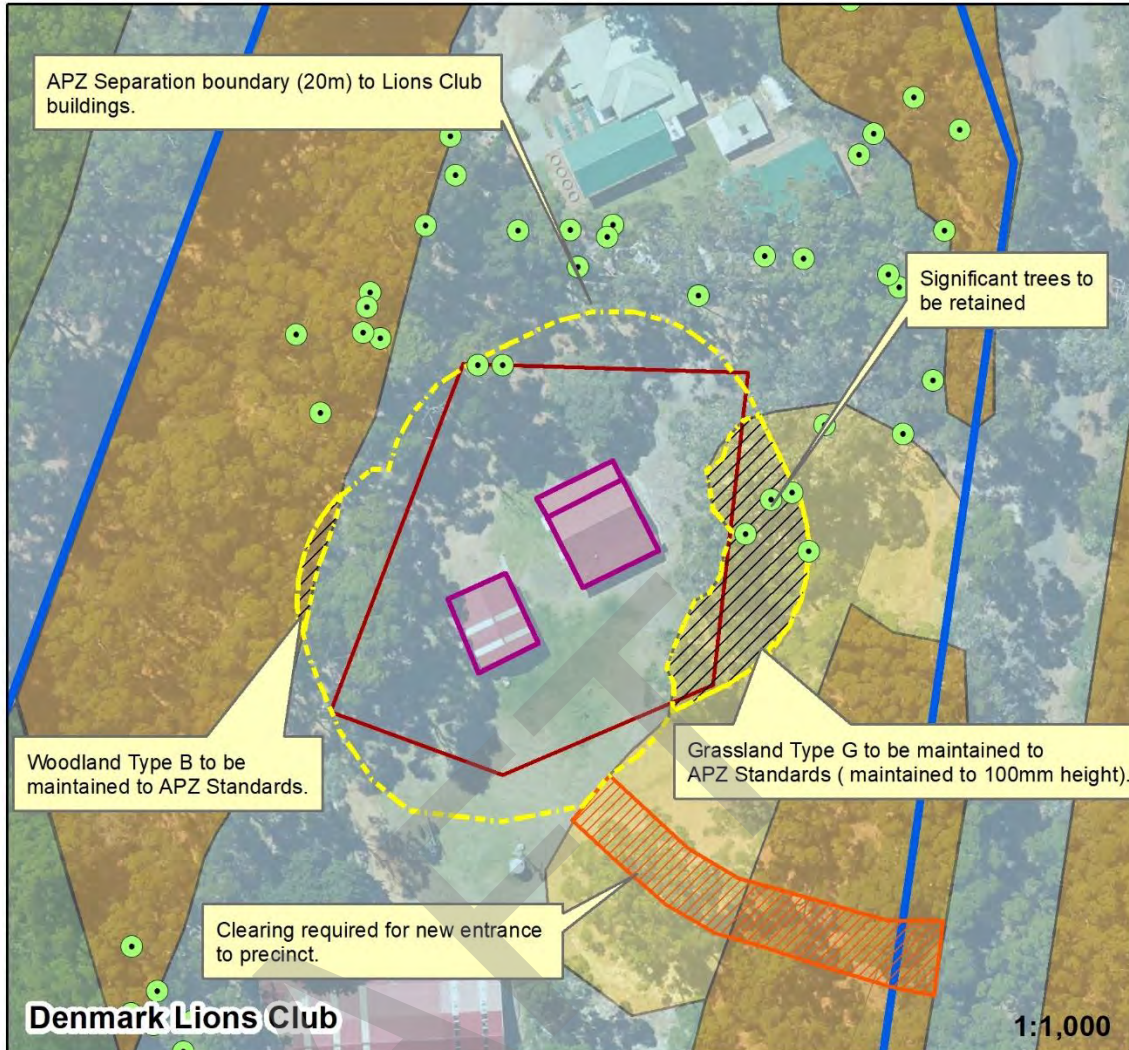 APZ Separation boundary (20m) to Lions Club
buildings.
Significant trees to
be retained
Woodland Type B to be
maintained to APZ Standards.
Grassland Type G to be maintained to
APZ Standards ( maintained to 100mm height).
Clearing required for new entrance
to precinct.
Denmark Lions Club
1:1,000